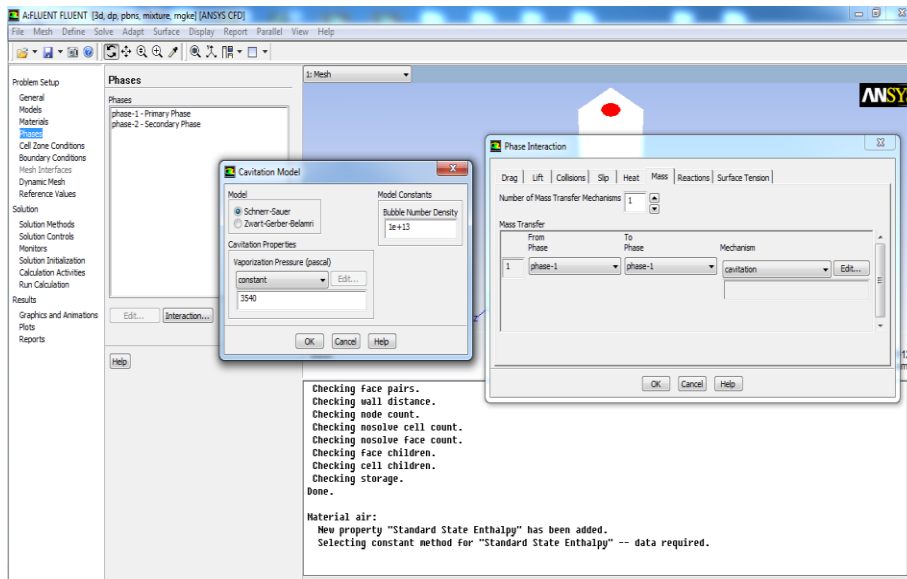 A:FLUENT FLUENT [3d, dp, pbns, mixture, rngke] [ANSYS CFD]
File Mesh Define Solve Adapt Surface Display Report Parallel View Help
Problem Setup
General
Models
Materials
Phases
Cell Zone Conditions
Boundary Conditions
Mesh Interfaces
Dynamic Mesh
Reference Values
Solution
Solution Methods
Solution Controls
Monitors
Solution Initialization
Calculation Activities
Run Calculation
Results
Graphics and Animations
Plots
Reports
Phases
Phases
phase-1 - Primary Phase
phase-2 - Secondary Phase
Edit... Interaction...
Help
1: Mesh
ANSYS
Cavitation Model
Model
Schnerr-Sauer
Zwart-Gerber-Belamri
Model Constants
Bubble Number Density
1e+13
Cavitation Properties
Vaporization Pressure (pascal)
constant Edit...
3540
OK Cancel Help
Phase Interaction
Drag Lift Collisions Slip Heat Mass Reactions Surface Tension
Number of Mass Transfer Mechanisms 1
Mass Transfer
From Phase To Phase Mechanism
1 phase-1 phase-1 cavitation Edit...
OK Cancel Help
Checking face pairs.
Checking wall distance.
Checking node count.
Checking nosolve cell count.
Checking nosolve face count.
Checking face children.
Checking cell children.
Checking storage.
Done.
Material air:
New property "Standard State Enthalpy" has been added.
Selecting constant method for "Standard State Enthalpy" -- data required.